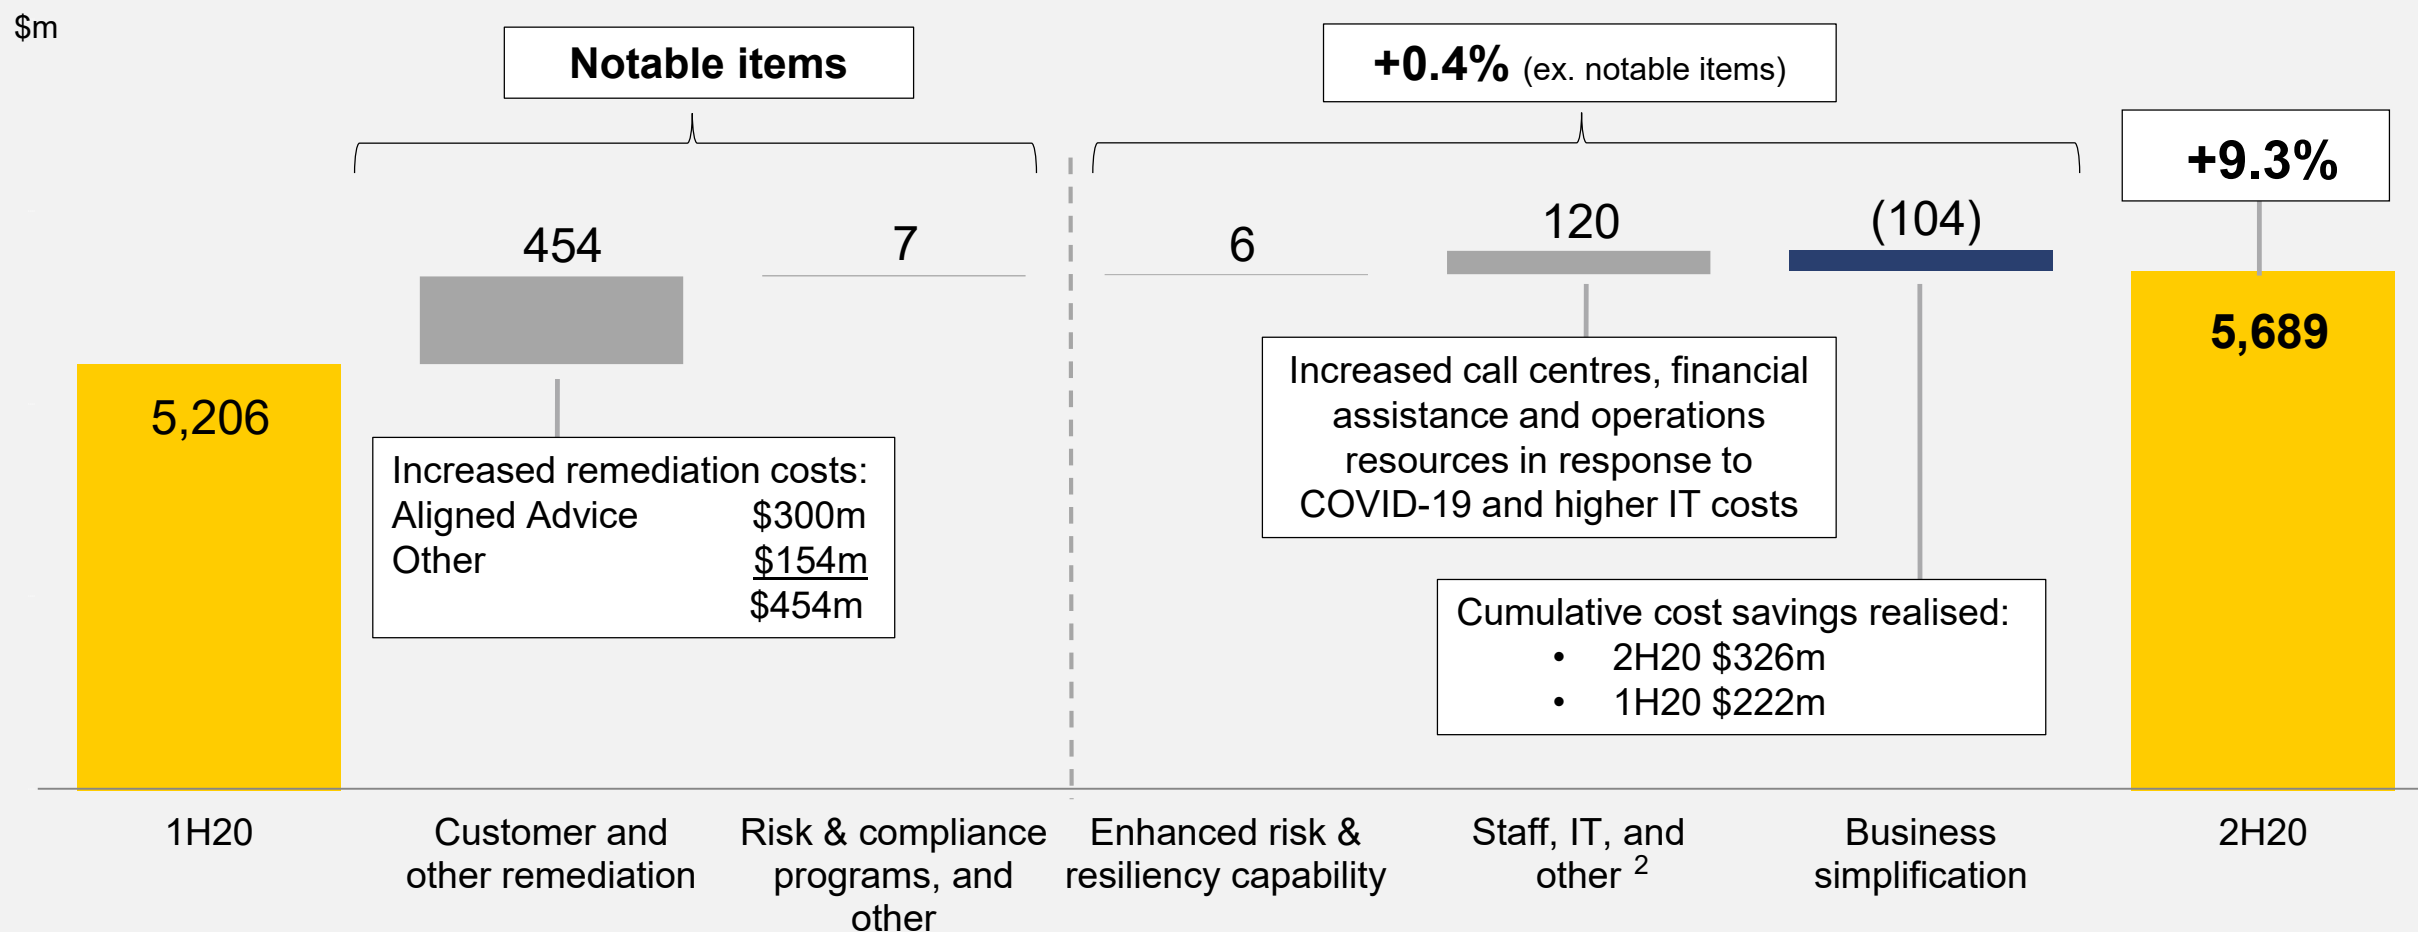 $m
Notable items
+0.4% (ex. notable items)
+9.3%
454
7
6
120
(104)
5,206
5,689
Increased remediation costs:
Aligned Advice $300m
Other $154m
$454m
Increased call centres, financial
assistance and operations
resources in response to
COVID-19 and higher IT costs
Cumulative cost savings realised:
• 2H20 $326m
• 1H20 $222m
1H20
Customer and
other remediation
Risk & compliance
programs, and
other
Enhanced risk &
resiliency capability
Staff, IT, and
other 2
Business
simplification
2H20